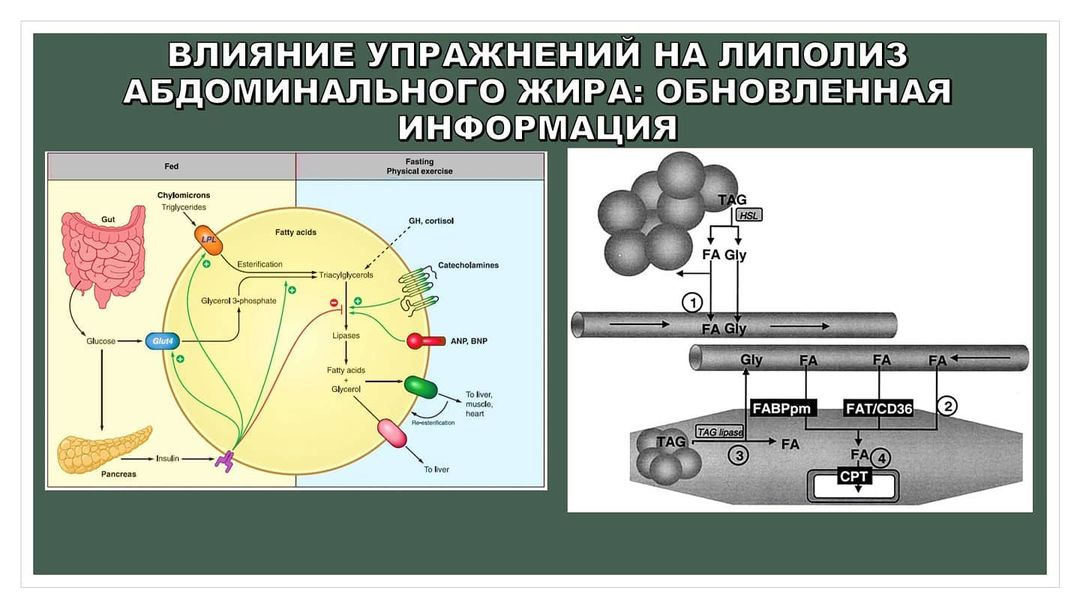 ВЛИЯНИЕ УПРАЖНЕНИЙ НА ЛИПОЛИЗ
АБДОМИНАЛЬНОГО ЖИРА: ОБНОВЛЕННАЯ
ИНФОРМАЦИЯ
Fed
Fasting
Physical exercise
Chylomicrons
Triglycerides
Gut
LPL
Fatty acids
GH, cortisol
Esterification
Triacylglycerols
Catecholamines
Glycerol 3-phosphate
Glucose
Glut4
Lipases
ANP, BNP
Fatty acids
+
Glycerol
To liver,
muscle,
heart
Re-esterification
Insulin
To liver
Pancreas
TAG
HSL
FA Gly
1
FA Gly
Gly FA FA FA
FABPpm FAT/CD36 2
TAG TAG lipase FA
3
FA 4
CPT